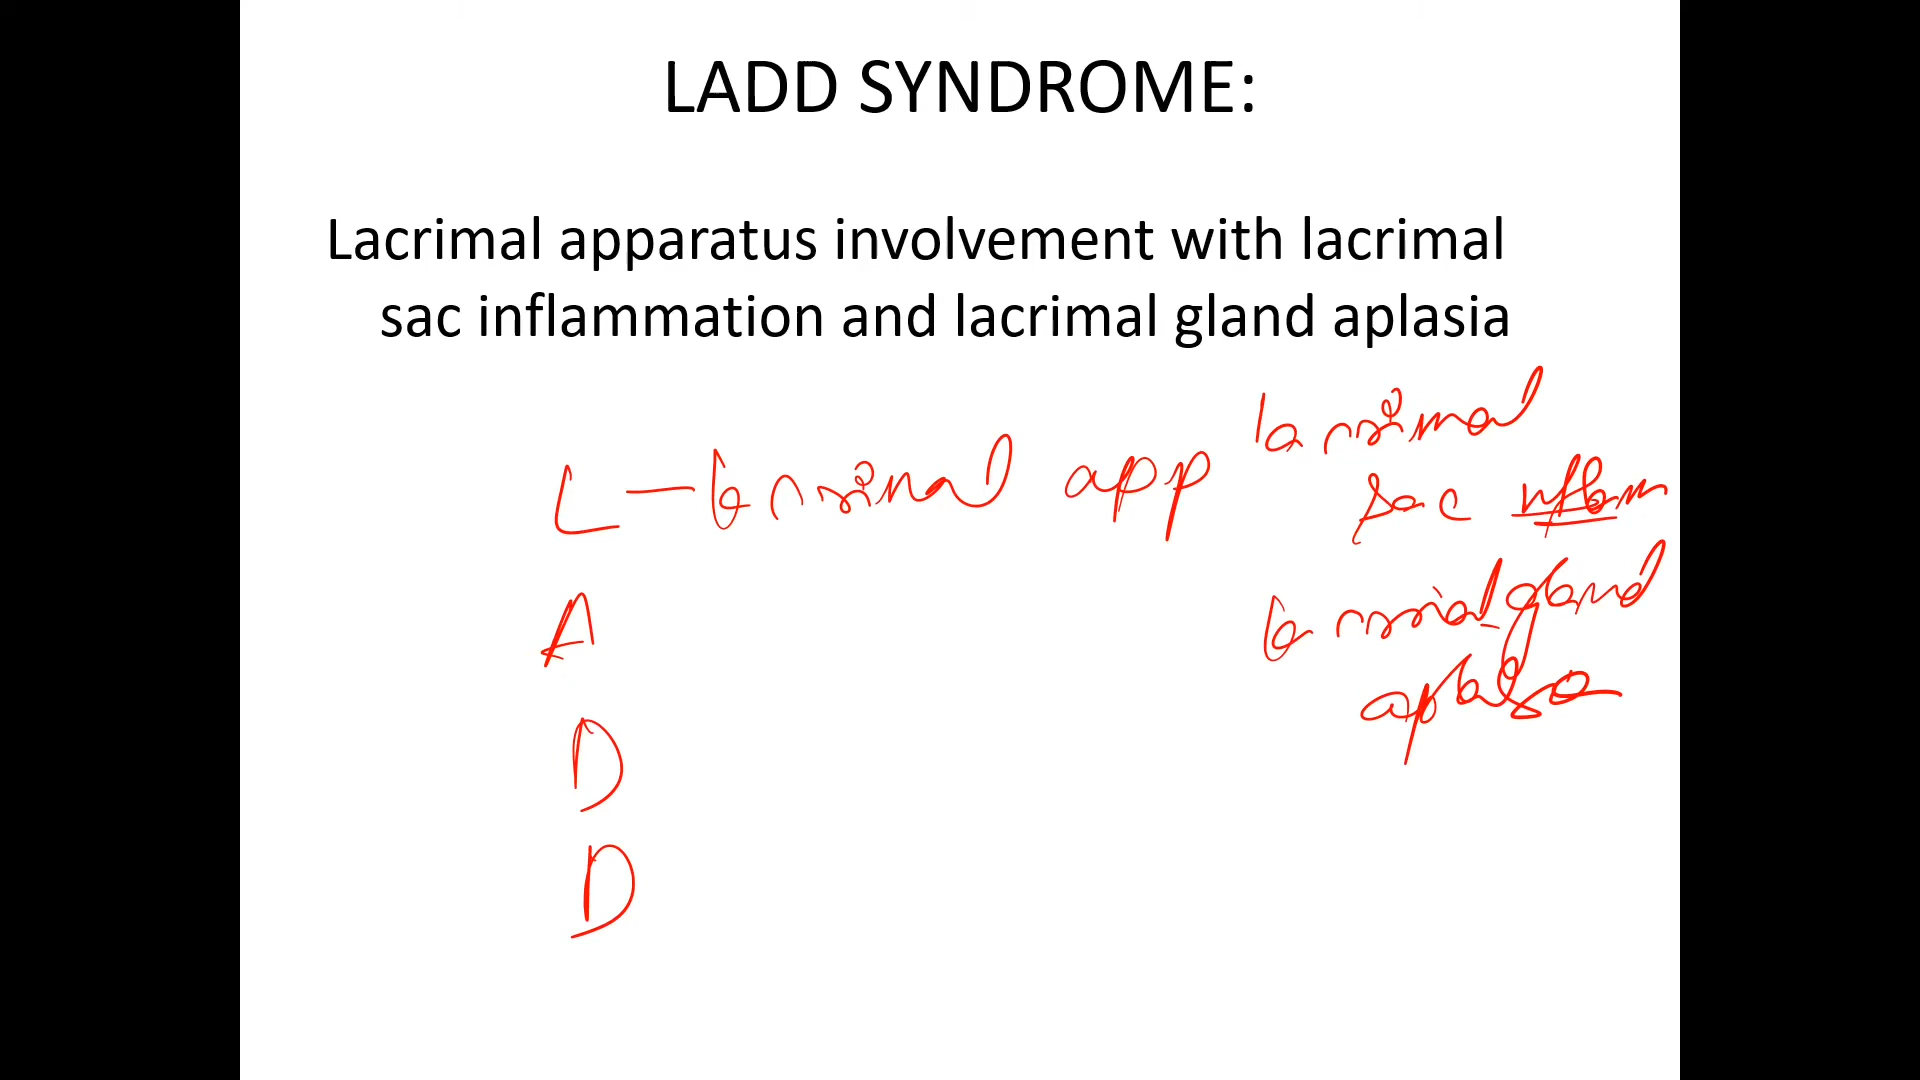 LADD SYNDROME:
Lacrimal apparatus involvement with lacrimal
sac inflammation and lacrimal gland aplasia
L - lacrimal app
lacrimal
sac inflam
lacrimal gland
aplasia
A
D
D